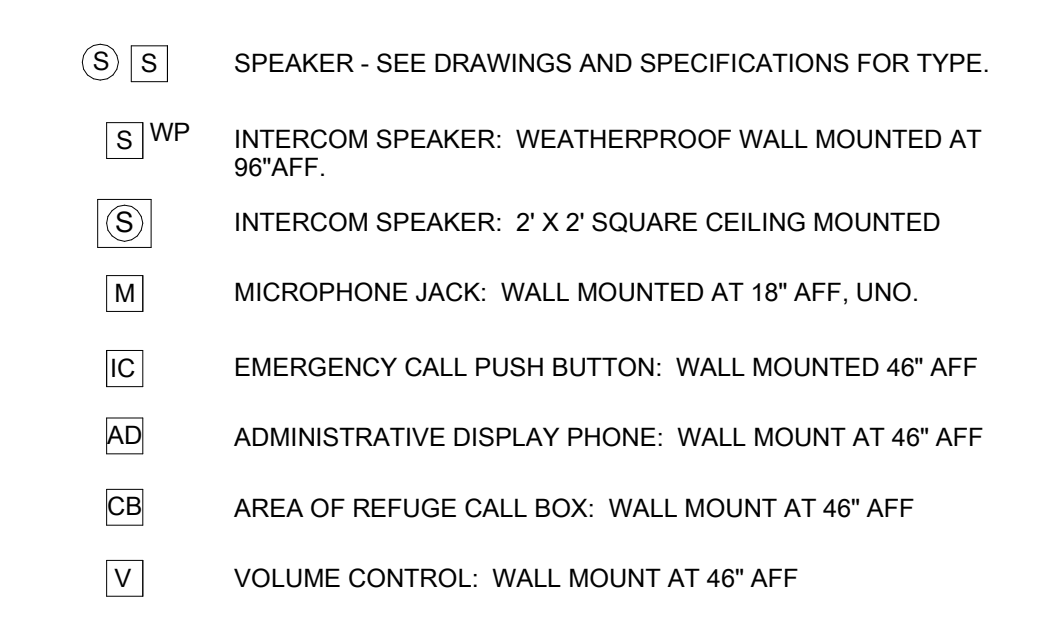 S S SPEAKER - SEE DRAWINGS AND SPECIFICATIONS FOR TYPE.
S WP INTERCOM SPEAKER: WEATHERPROOF WALL MOUNTED AT
96"AFF.
S INTERCOM SPEAKER: 2' X 2' SQUARE CEILING MOUNTED
M MICROPHONE JACK: WALL MOUNTED AT 18" AFF, UNO.
IC EMERGENCY CALL PUSH BUTTON: WALL MOUNTED 46" AFF
AD ADMINISTRATIVE DISPLAY PHONE: WALL MOUNT AT 46" AFF
CB AREA OF REFUGE CALL BOX: WALL MOUNT AT 46" AFF
V VOLUME CONTROL: WALL MOUNT AT 46" AFF